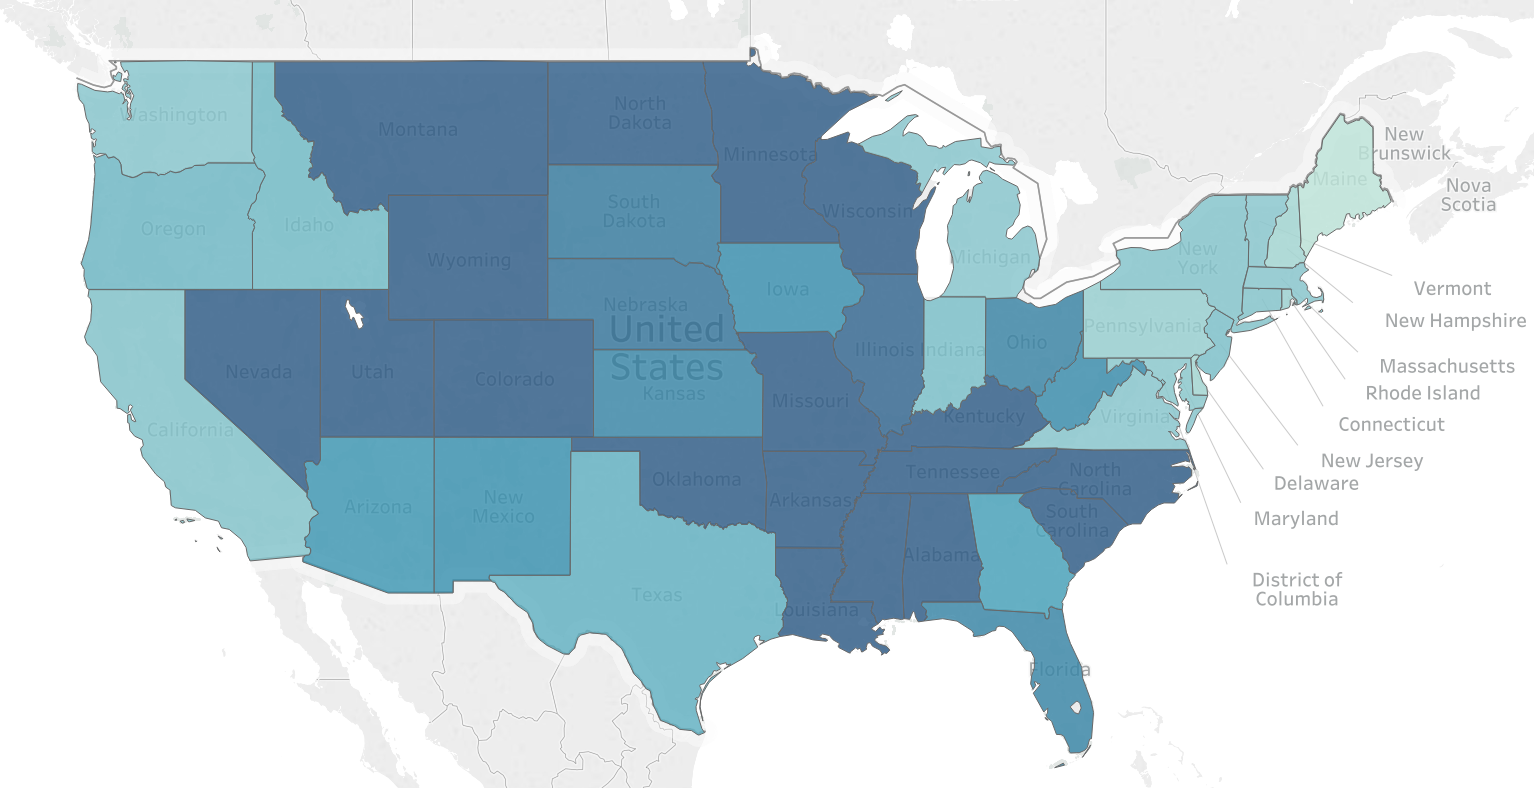 Washington
Montana
North
Dakota
Minnesota
New
Brunswick
Maine
Nova
Scotia
Oregon
Idaho
South
Dakota
Wisconsin
Michigan
New
York
Wyoming
Nebraska
Iowa
Vermont
New Hampshire
United
States
Nevada
Utah
Colorado
Kansas
Illinois
Indiana
Ohio
Pennsylvania
Massachusetts
Rhode Island
Connecticut
California
Missouri
Kentucky
Virginia
New Jersey
Delaware
Maryland
Arizona
New
Mexico
Oklahoma
Arkansas
Tennessee
North
Carolina
South
Carolina
Alabama
Texas
Louisiana
District of
Columbia
Florida